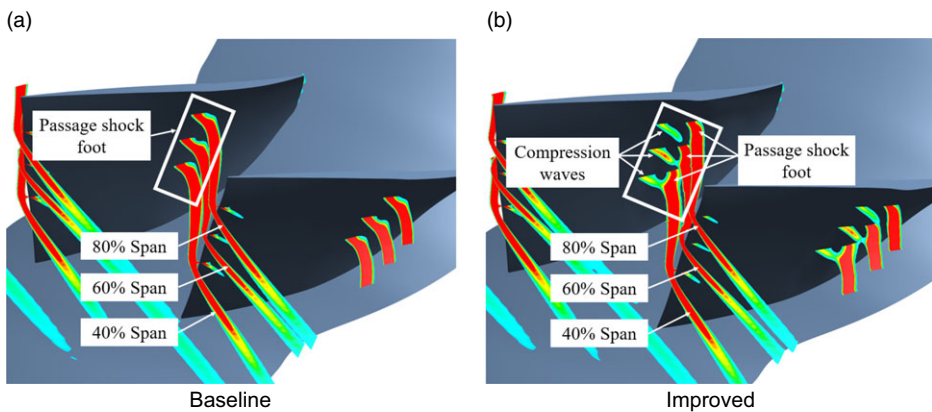 (a)
Passage shock
foot
80% Span
60% Span
40% Span
Baseline
(b)
Compression
waves
Passage shock
foot
80% Span
60% Span
40% Span
Improved